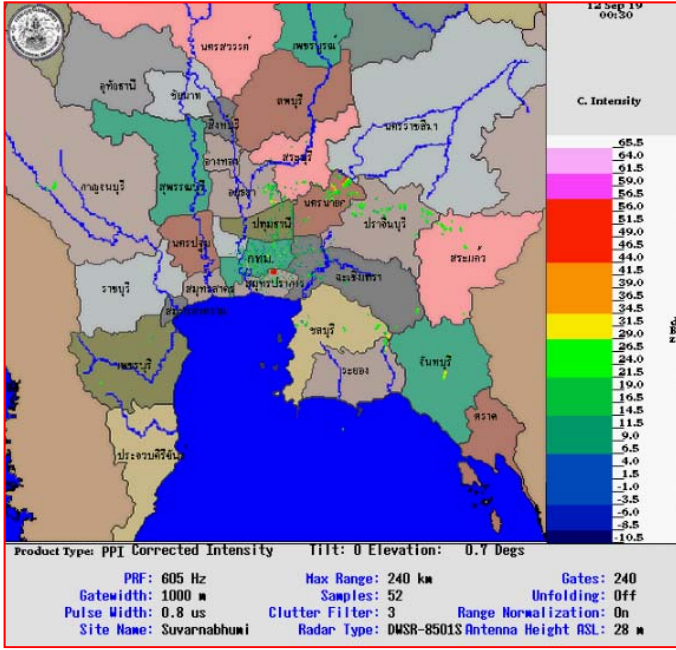 12 Sep 19
00:30
C. Intensity
65.5
64.0
61.5
59.0
56.5
56.0
51.5
49.0
46.5
44.0
41.5
39.0
36.5
34.0
31.5
29.0
26.5
24.0
21.5
19.0
16.5
14.5
11.5
9.0
6.5
4.0
1.5
-1.0
-3.5
-6.0
-8.5
-10.5
นครสวรรค์
เพชรบูรณ์
อุทัยธานี
ชัยนาท
ลพบุรี
สิงห์บุรี
นครราชสีมา
อ่างทอง
สระบุรี
กาญจนบุรี
สุพรรณบุรี
อยุธยา
นครนายก
ปราจีนบุรี
ปทุมธานี
นครปฐม
กทม.
สระแก้ว
ราชบุรี
สมุทรสาคร
สมุทรปราการ
ฉะเชิงเทรา
สมุทรสงคราม
ชลบุรี
เพชรบุรี
ระยอง
จันทบุรี
ตราด
ประจวบคีรีขันธ์
Product Type: PPI Corrected Intensity Tilt: 0 Elevation: 0.7 Degs
PRF: 605 Hz Max Range: 240 km Gates: 240
Gatewidth: 1000 m Samples: 52 Unfolding: Off
Pulse Width: 0.8 us Clutter Filter: 3 Range Normalization: On
Site Name: Suvarnabhumi Radar Type: DWSR-8501S Antenna Height ASL: 28 m